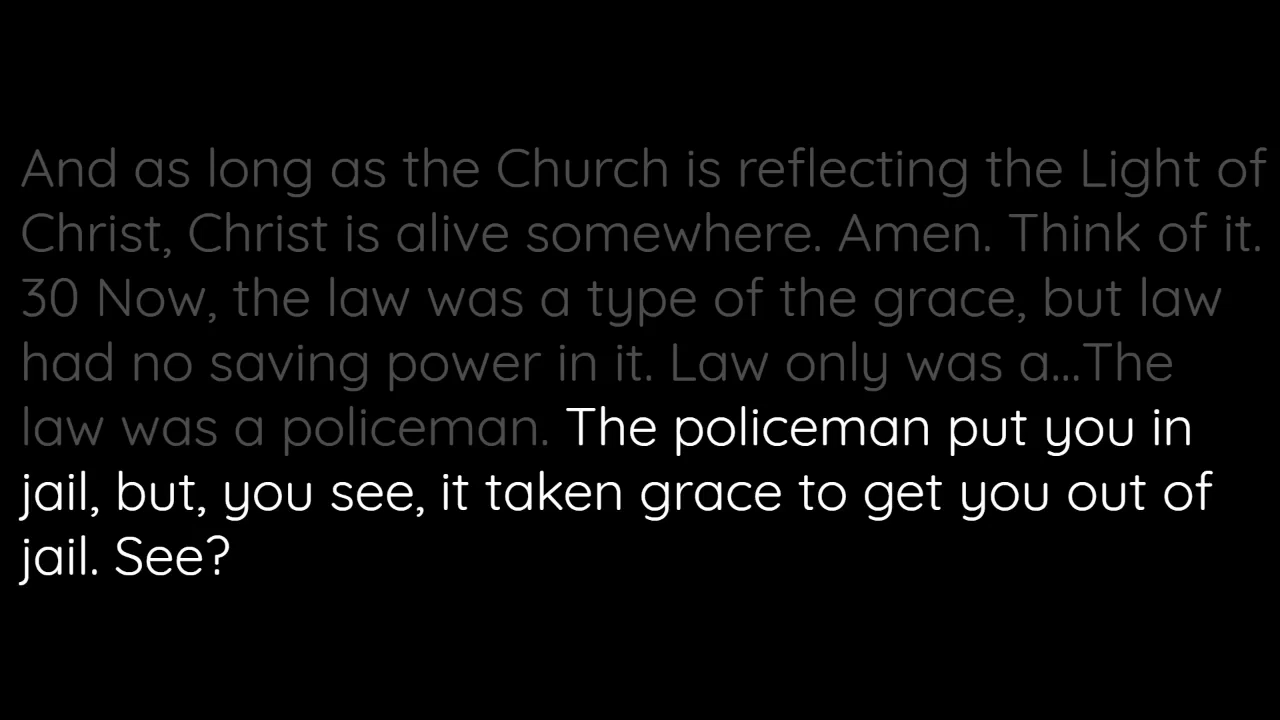 And as long as the Church is reflecting the Light of
Christ, Christ is alive somewhere. Amen. Think of it.
30 Now, the law was a type of the grace, but law
had no saving power in it. Law only was a...The
law was a policeman. The policeman put you in
jail, but, you see, it taken grace to get you out of
jail. See?